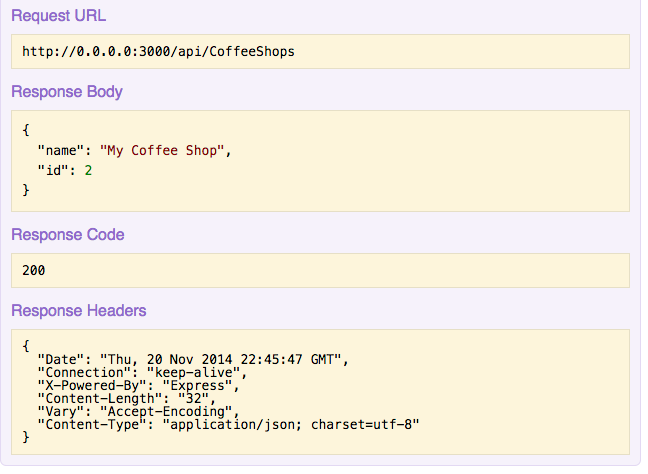 Request URL
http://0.0.0.0:3000/api/CoffeeShops
Response Body
{
  "name": "My Coffee Shop",
  "id": 2
}
Response Code
200
Response Headers
{
  "Date": "Thu, 20 Nov 2014 22:45:47 GMT",
  "Connection": "keep-alive",
  "X-Powered-By": "Express",
  "Content-Length": "32",
  "Vary": "Accept-Encoding",
  "Content-Type": "application/json; charset=utf-8"
}